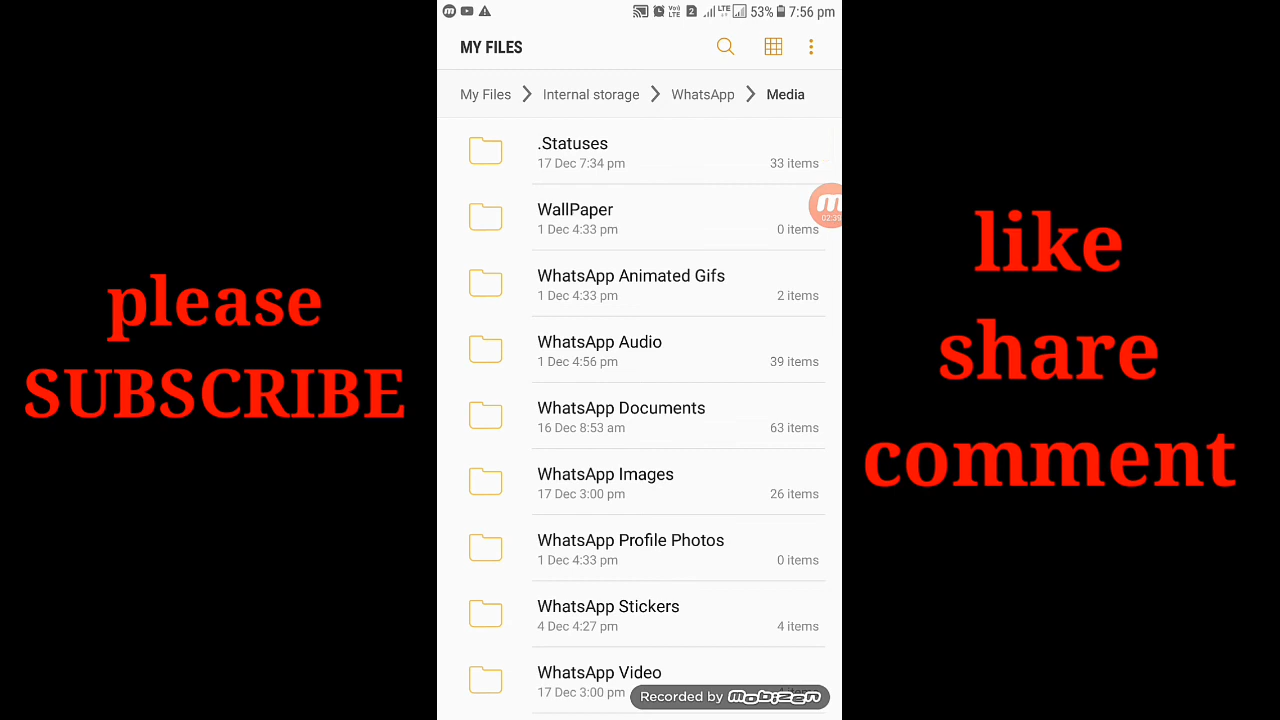 please
SUBSCRIBE
53% 7:56 pm
MY FILES
My Files Internal storage WhatsApp Media
.Statuses
17 Dec 7:34 pm 33 items
WallPaper
1 Dec 4:33 pm 0 items
02:39
WhatsApp Animated Gifs
1 Dec 4:33 pm 2 items
WhatsApp Audio
1 Dec 4:56 pm 39 items
WhatsApp Documents
16 Dec 8:53 am 63 items
WhatsApp Images
17 Dec 3:00 pm 26 items
WhatsApp Profile Photos
1 Dec 4:33 pm 0 items
WhatsApp Stickers
4 Dec 4:27 pm 4 items
WhatsApp Video
17 Dec 3:00 pm
Recorded by mobizen
like
share
comment